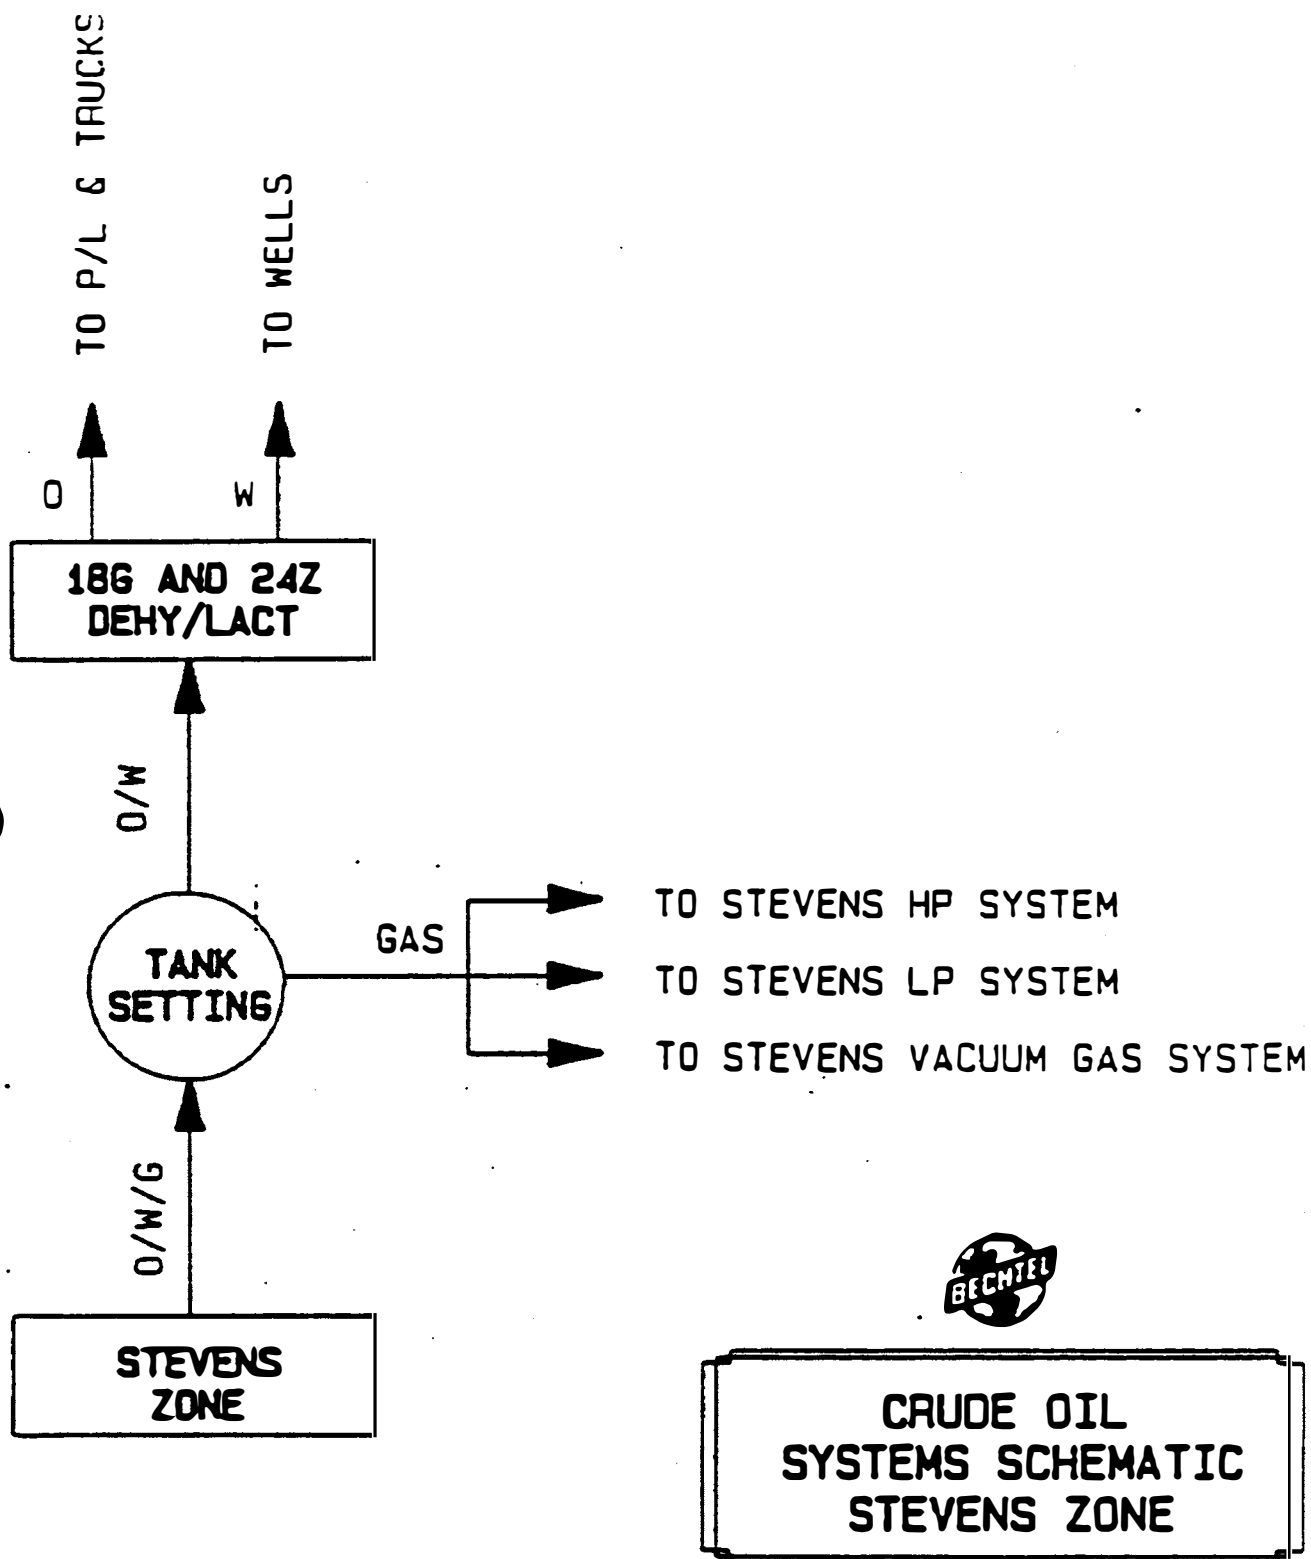 TO P/L & TRUCKS
TO WELLS
O
W
18G AND 24Z
DEHY/LACT
O/W
TANK
SETTING
GAS
TO STEVENS HP SYSTEM
TO STEVENS LP SYSTEM
TO STEVENS VACUUM GAS SYSTEM
O/W/G
STEVENS
ZONE
BECHTEL
CRUDE OIL
SYSTEMS SCHEMATIC
STEVENS ZONE